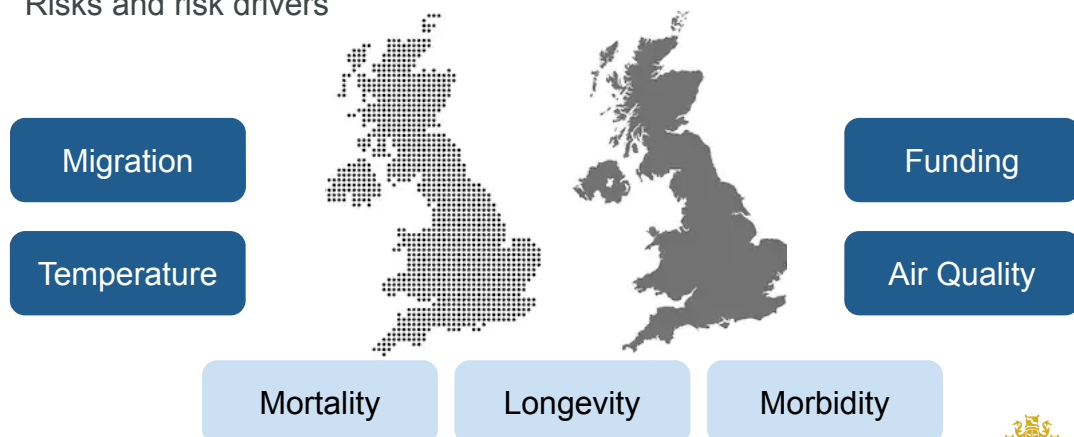 Risks and risk drivers
Migration
Funding
Temperature
Air Quality
Mortality
Longevity
Morbidity